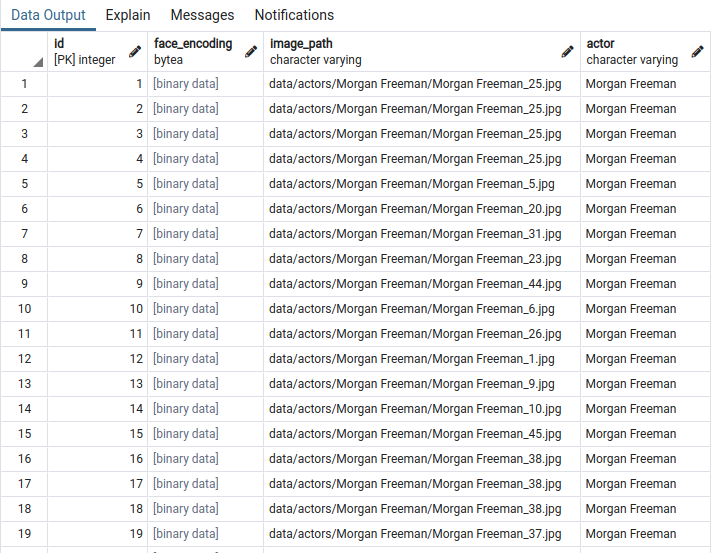 Data Output Explain Messages Notifications
id face_encoding image_path actor
[PK] integer bytea character varying character varying
1 1 [binary data] data/actors/Morgan Freeman/Morgan Freeman_25.jpg Morgan Freeman
2 2 [binary data] data/actors/Morgan Freeman/Morgan Freeman_25.jpg Morgan Freeman
3 3 [binary data] data/actors/Morgan Freeman/Morgan Freeman_25.jpg Morgan Freeman
4 4 [binary data] data/actors/Morgan Freeman/Morgan Freeman_25.jpg Morgan Freeman
5 5 [binary data] data/actors/Morgan Freeman/Morgan Freeman_5.jpg Morgan Freeman
6 6 [binary data] data/actors/Morgan Freeman/Morgan Freeman_20.jpg Morgan Freeman
7 7 [binary data] data/actors/Morgan Freeman/Morgan Freeman_31.jpg Morgan Freeman
8 8 [binary data] data/actors/Morgan Freeman/Morgan Freeman_23.jpg Morgan Freeman
9 9 [binary data] data/actors/Morgan Freeman/Morgan Freeman_44.jpg Morgan Freeman
10 10 [binary data] data/actors/Morgan Freeman/Morgan Freeman_6.jpg Morgan Freeman
11 11 [binary data] data/actors/Morgan Freeman/Morgan Freeman_26.jpg Morgan Freeman
12 12 [binary data] data/actors/Morgan Freeman/Morgan Freeman_1.jpg Morgan Freeman
13 13 [binary data] data/actors/Morgan Freeman/Morgan Freeman_9.jpg Morgan Freeman
14 14 [binary data] data/actors/Morgan Freeman/Morgan Freeman_10.jpg Morgan Freeman
15 15 [binary data] data/actors/Morgan Freeman/Morgan Freeman_45.jpg Morgan Freeman
16 16 [binary data] data/actors/Morgan Freeman/Morgan Freeman_38.jpg Morgan Freeman
17 17 [binary data] data/actors/Morgan Freeman/Morgan Freeman_38.jpg Morgan Freeman
18 18 [binary data] data/actors/Morgan Freeman/Morgan Freeman_38.jpg Morgan Freeman
19 19 [binary data] data/actors/Morgan Freeman/Morgan Freeman_37.jpg Morgan Freeman